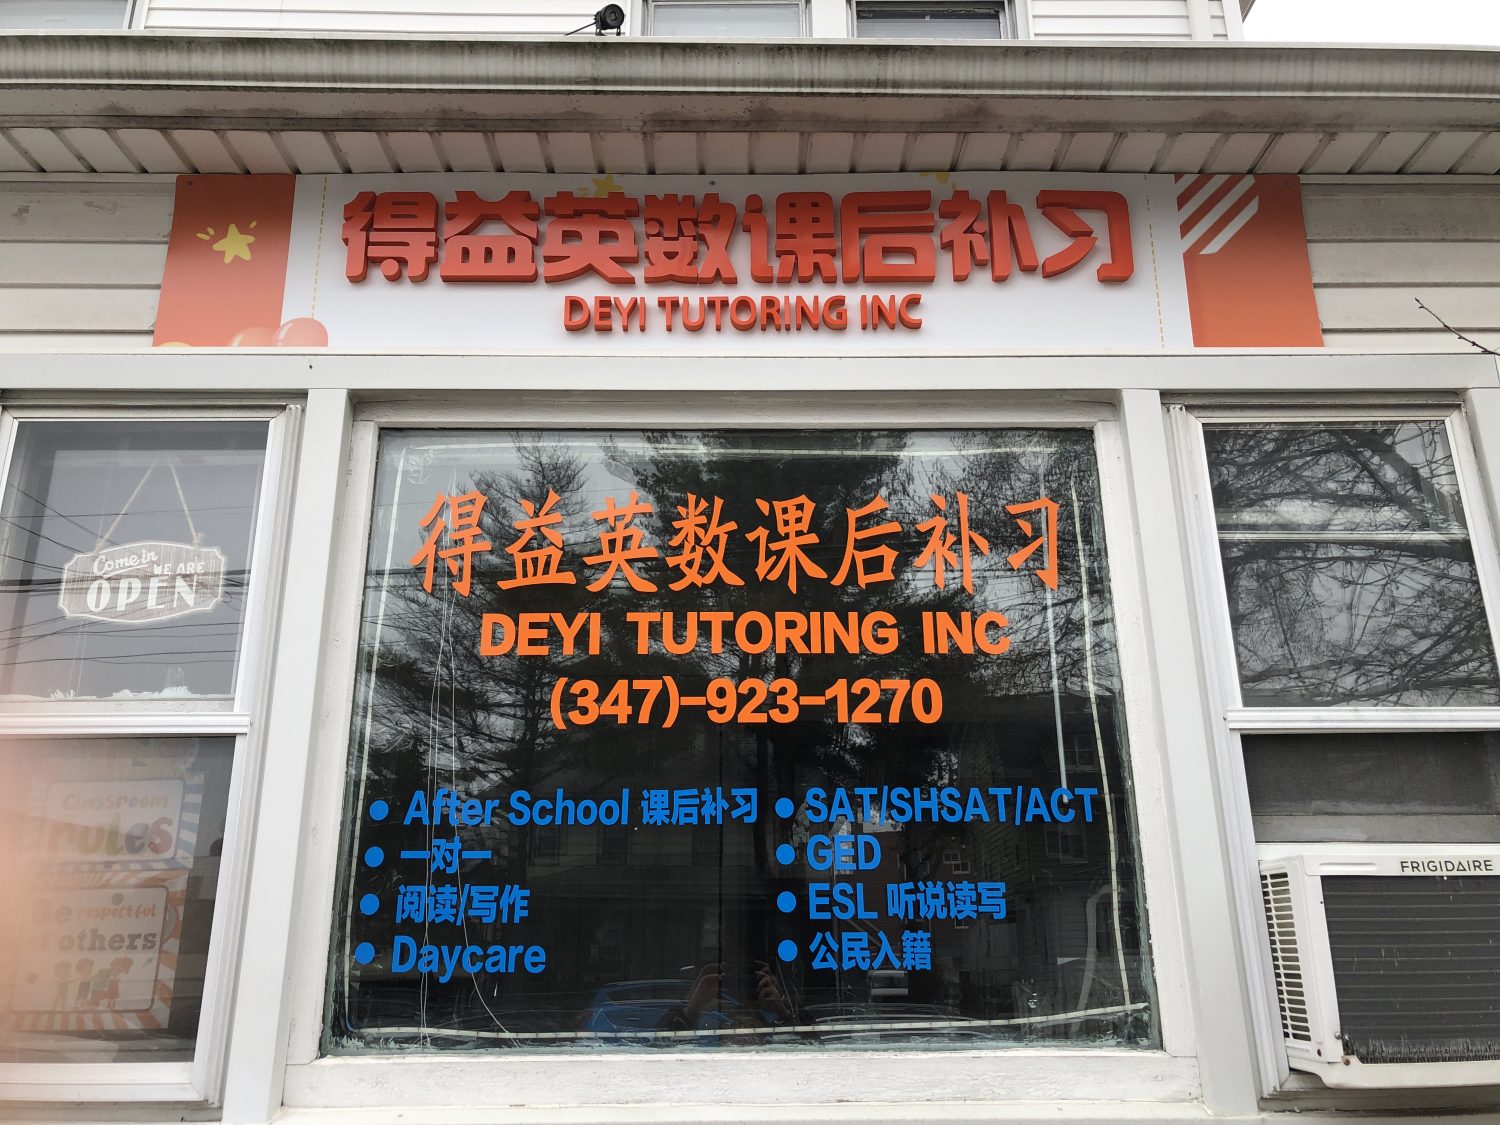 得益英数课后补习
DEYI TUTORING INC
得益英数课后补习
DEYI TUTORING INC
(347)-923-1270
• After School 课后补习
• 一对一
• 阅读/写作
• Daycare
• SAT/SHSAT/ACT
• GED
• ESL 听说读写
• 公民入籍
Come in
WE ARE
OPEN
Classroom
rules
Be respectful
of others
FRIGIDAIRE